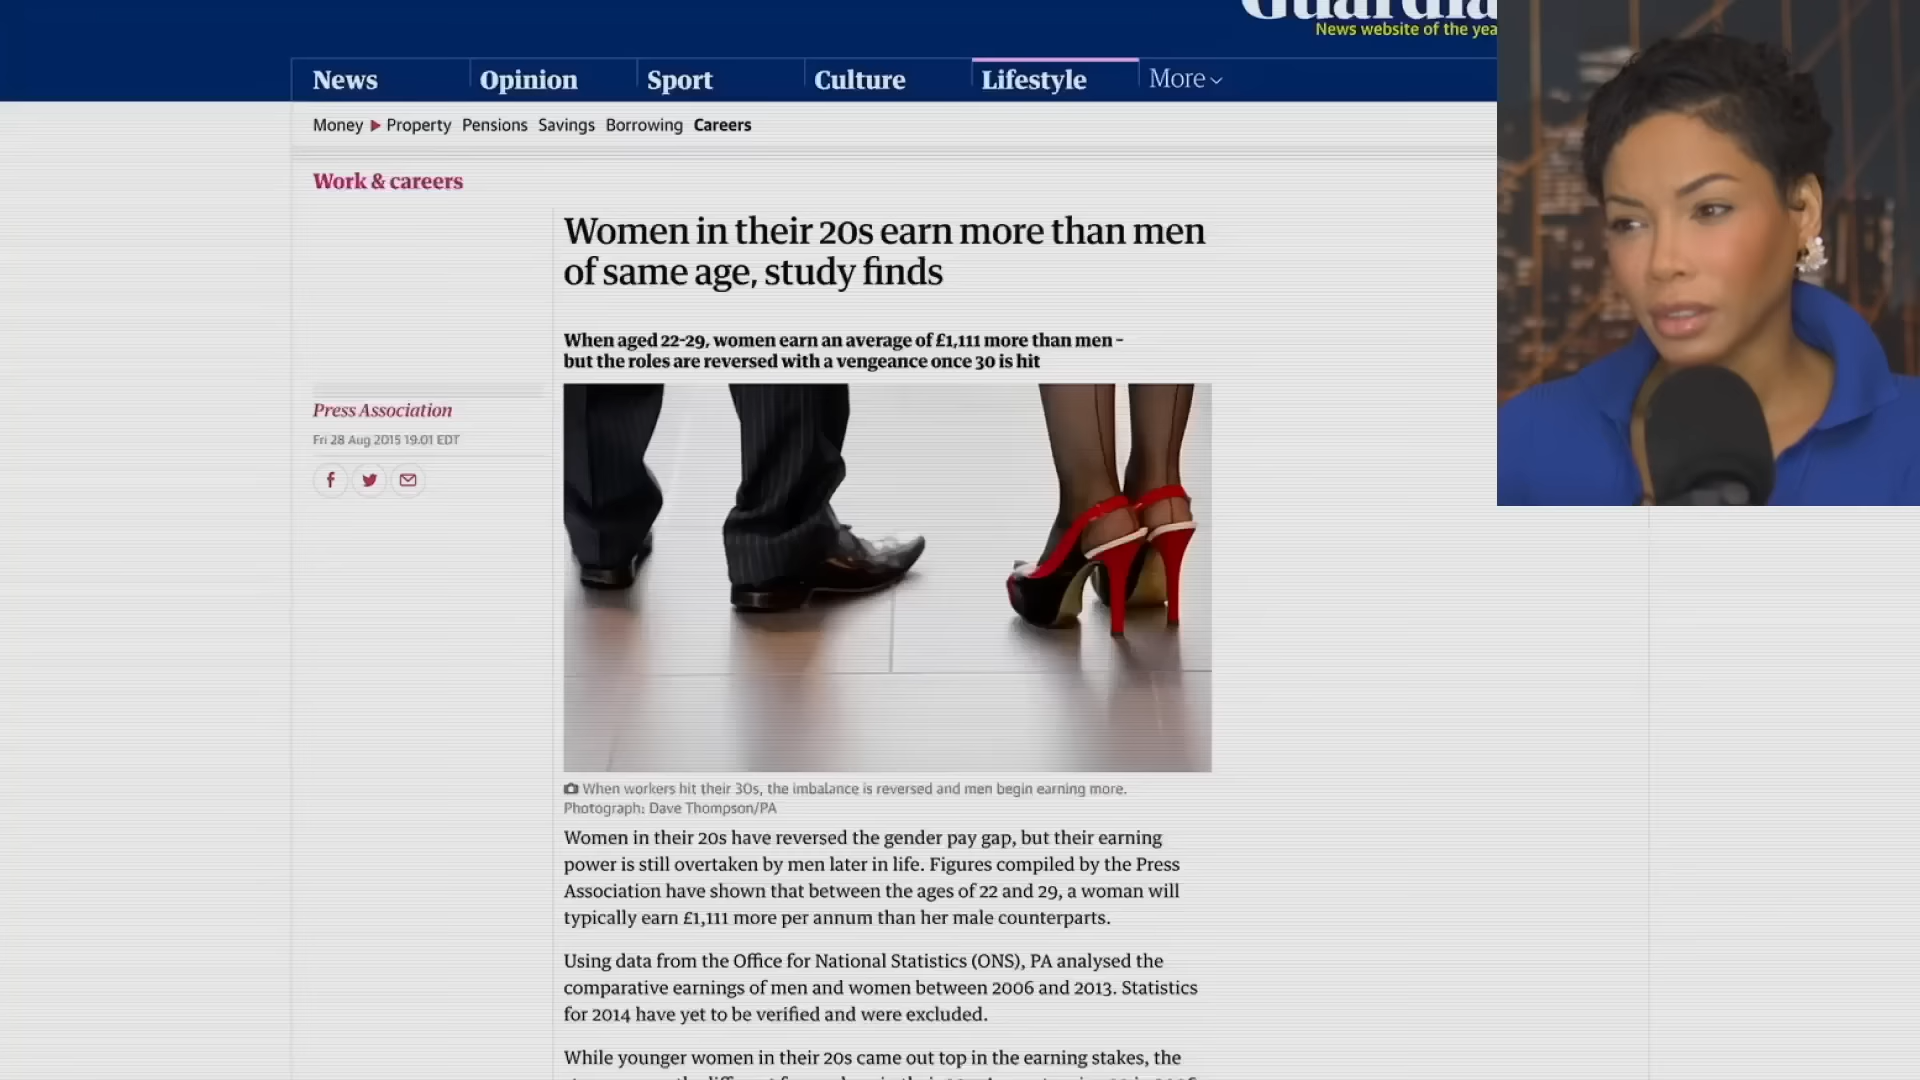 Guardia
News website of the yea
News
Opinion
Sport
Culture
Lifestyle
More
Money
Property
Pensions
Savings
Borrowing
Careers
Work & careers
Women in their 20s earn more than men
of same age, study finds
When aged 22-29, women earn an average of £1,111 more than men –
but the roles are reversed with a vengeance once 30 is hit
Press Association
Fri 28 Aug 2015 19.01 EDT
When workers hit their 30s, the imbalance is reversed and men begin earning more.
Photograph: Dave Thompson/PA
Women in their 20s have reversed the gender pay gap, but their earning
power is still overtaken by men later in life. Figures compiled by the Press
Association have shown that between the ages of 22 and 29, a woman will
typically earn £1,111 more per annum than her male counterparts.
Using data from the Office for National Statistics (ONS), PA analysed the
comparative earnings of men and women between 2006 and 2013. Statistics
for 2014 have yet to be verified and were excluded.
While younger women in their 20s came out top in the earning stakes, the